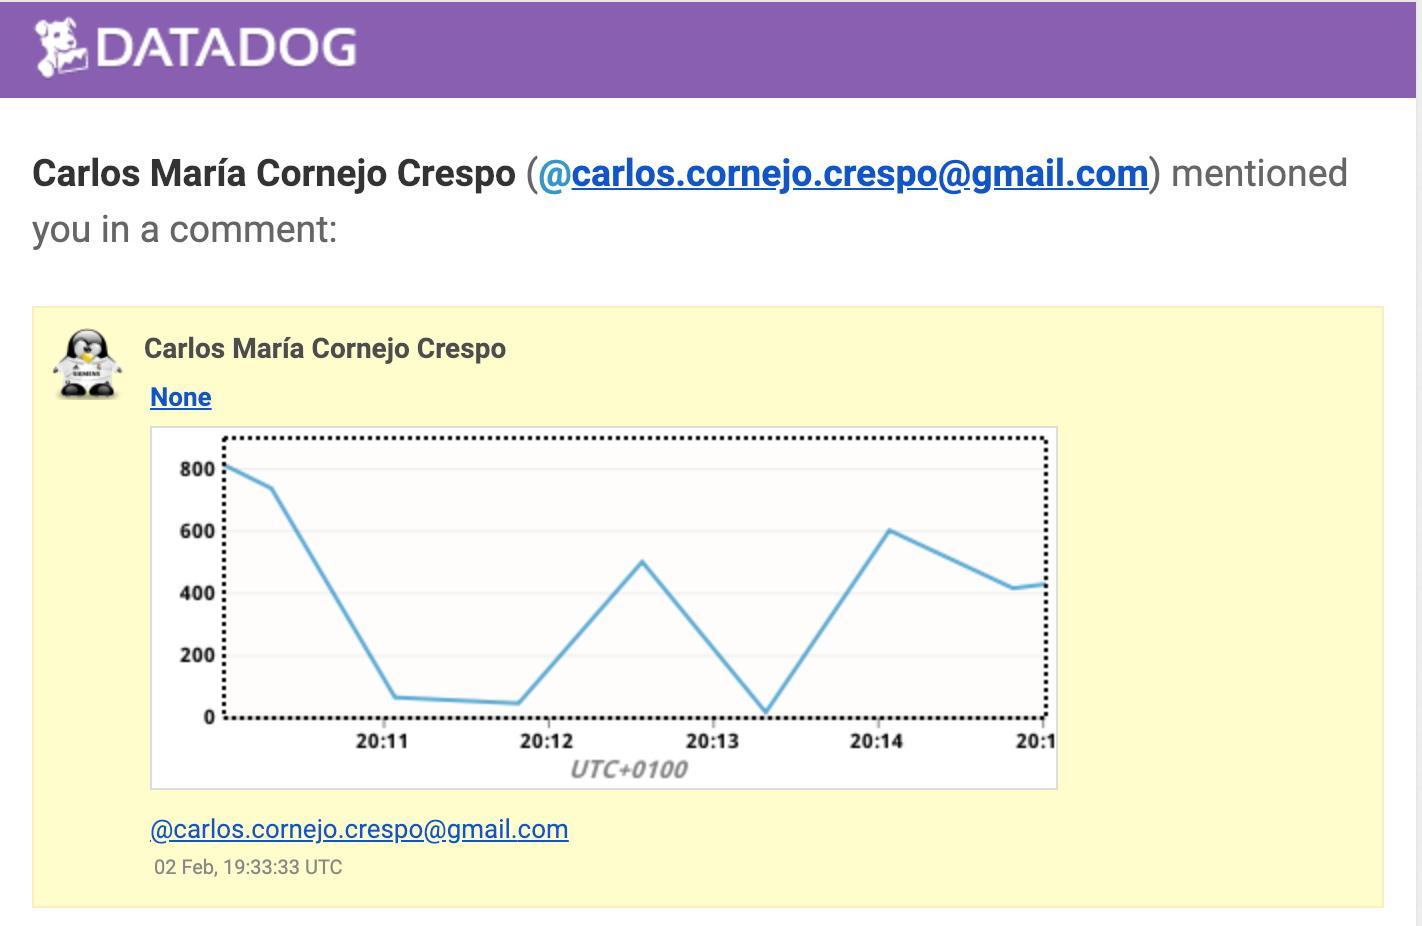 DATADOG
Carlos María Cornejo Crespo (@carlos.cornejo.crespo@gmail.com) mentioned
you in a comment:
Carlos María Cornejo Crespo
None
800
600
400
200
0
20:11 20:12 20:13 20:14 20:1
UTC+0100
@carlos.cornejo.crespo@gmail.com
02 Feb, 19:33:33 UTC